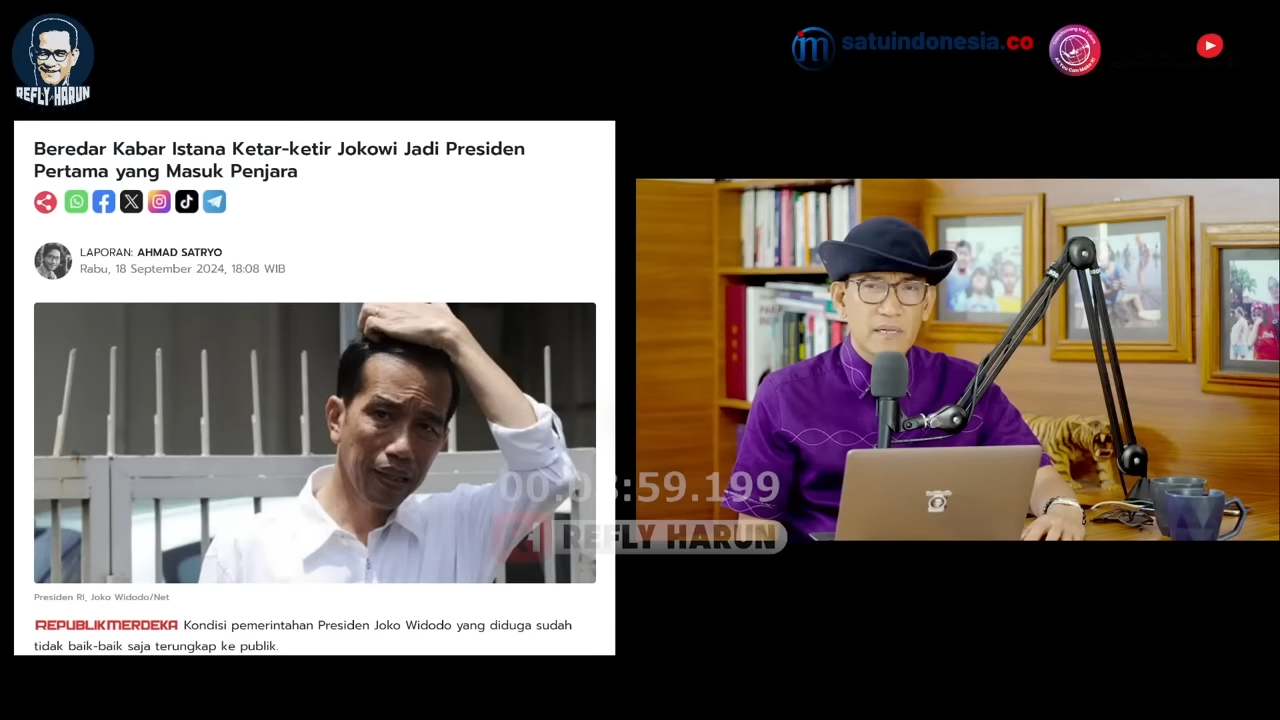 REFLY HARUN
satuindonesia.co
Beredar Kabar Istana Ketar-ketir Jokowi Jadi Presiden
Pertama yang Masuk Penjara
LAPORAN: AHMAD SATRYO
Rabu, 18 September 2024, 18:08 WIB
Presiden RI, Joko Widodo/Net
REPUBLIKMERDEKA Kondisi pemerintahan Presiden Joko Widodo yang diduga sudah
tidak baik-baik saja terungkap ke publik.
REFLY HARUN